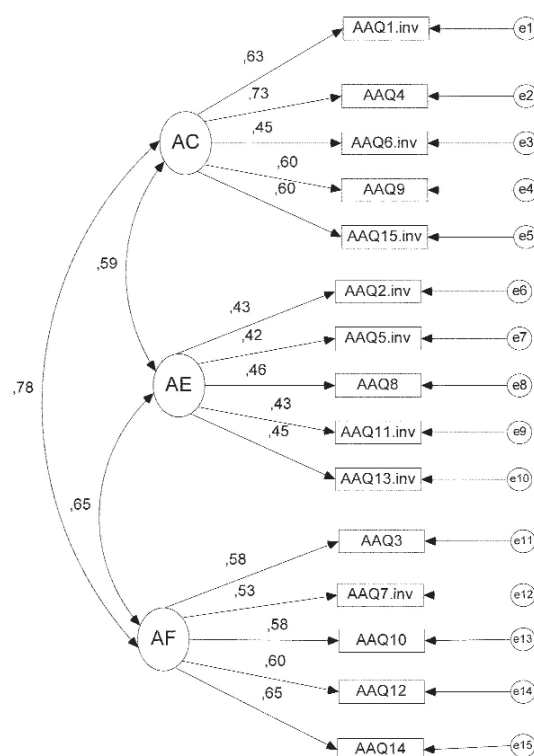 AAQ1.inv
e1
,63
AAQ4
e2
,73
AC
,45
AAQ6.inv
e3
,60
AAQ9
e4
,60
AAQ15.inv
e5
,59
AAQ2.inv
e6
,43
AAQ5.inv
e7
,42
,78
AE
,46
AAQ8
e8
,43
AAQ11.inv
e9
,45
AAQ13.inv
e10
,65
AAQ3
e11
,58
AAQ7.inv
e12
,53
AF
,58
AAQ10
e13
,60
AAQ12
e14
,65
AAQ14
e15